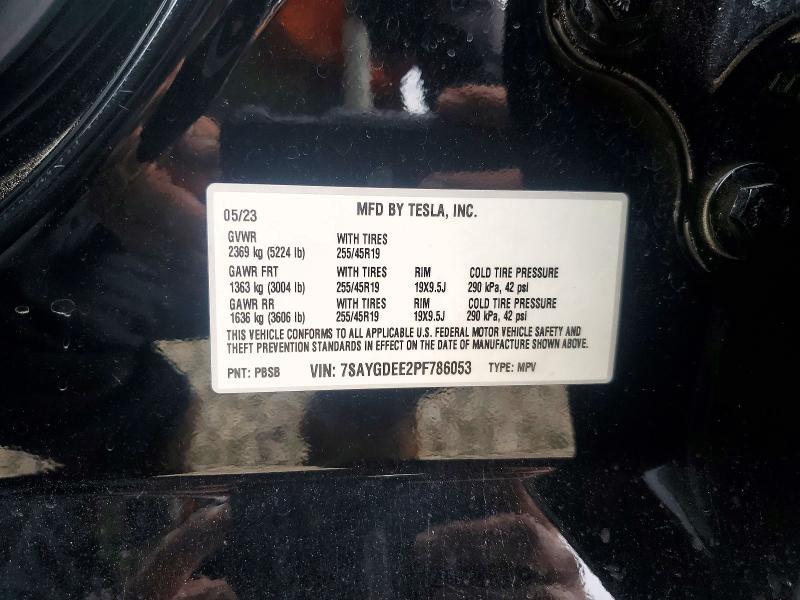 05/23 MFD BY TESLA, INC.
GVWR WITH TIRES
2369 kg (5224 lb) 255/45R19
GAWR FRT WITH TIRES RIM COLD TIRE PRESSURE
1363 kg (3004 lb) 255/45R19 19X9.5J 290 kPa, 42 psi
GAWR RR WITH TIRES RIM COLD TIRE PRESSURE
1636 kg (3606 lb) 255/45R19 19X9.5J 290 kPa, 42 psi
THIS VEHICLE CONFORMS TO ALL APPLICABLE U.S. FEDERAL MOTOR VEHICLE SAFETY AND
THEFT PREVENTION STANDARDS IN EFFECT ON THE DATE OF MANUFACTURE SHOWN ABOVE.
PNT: PBSB VIN: 7SAYGDEE2PF786053 TYPE: MPV